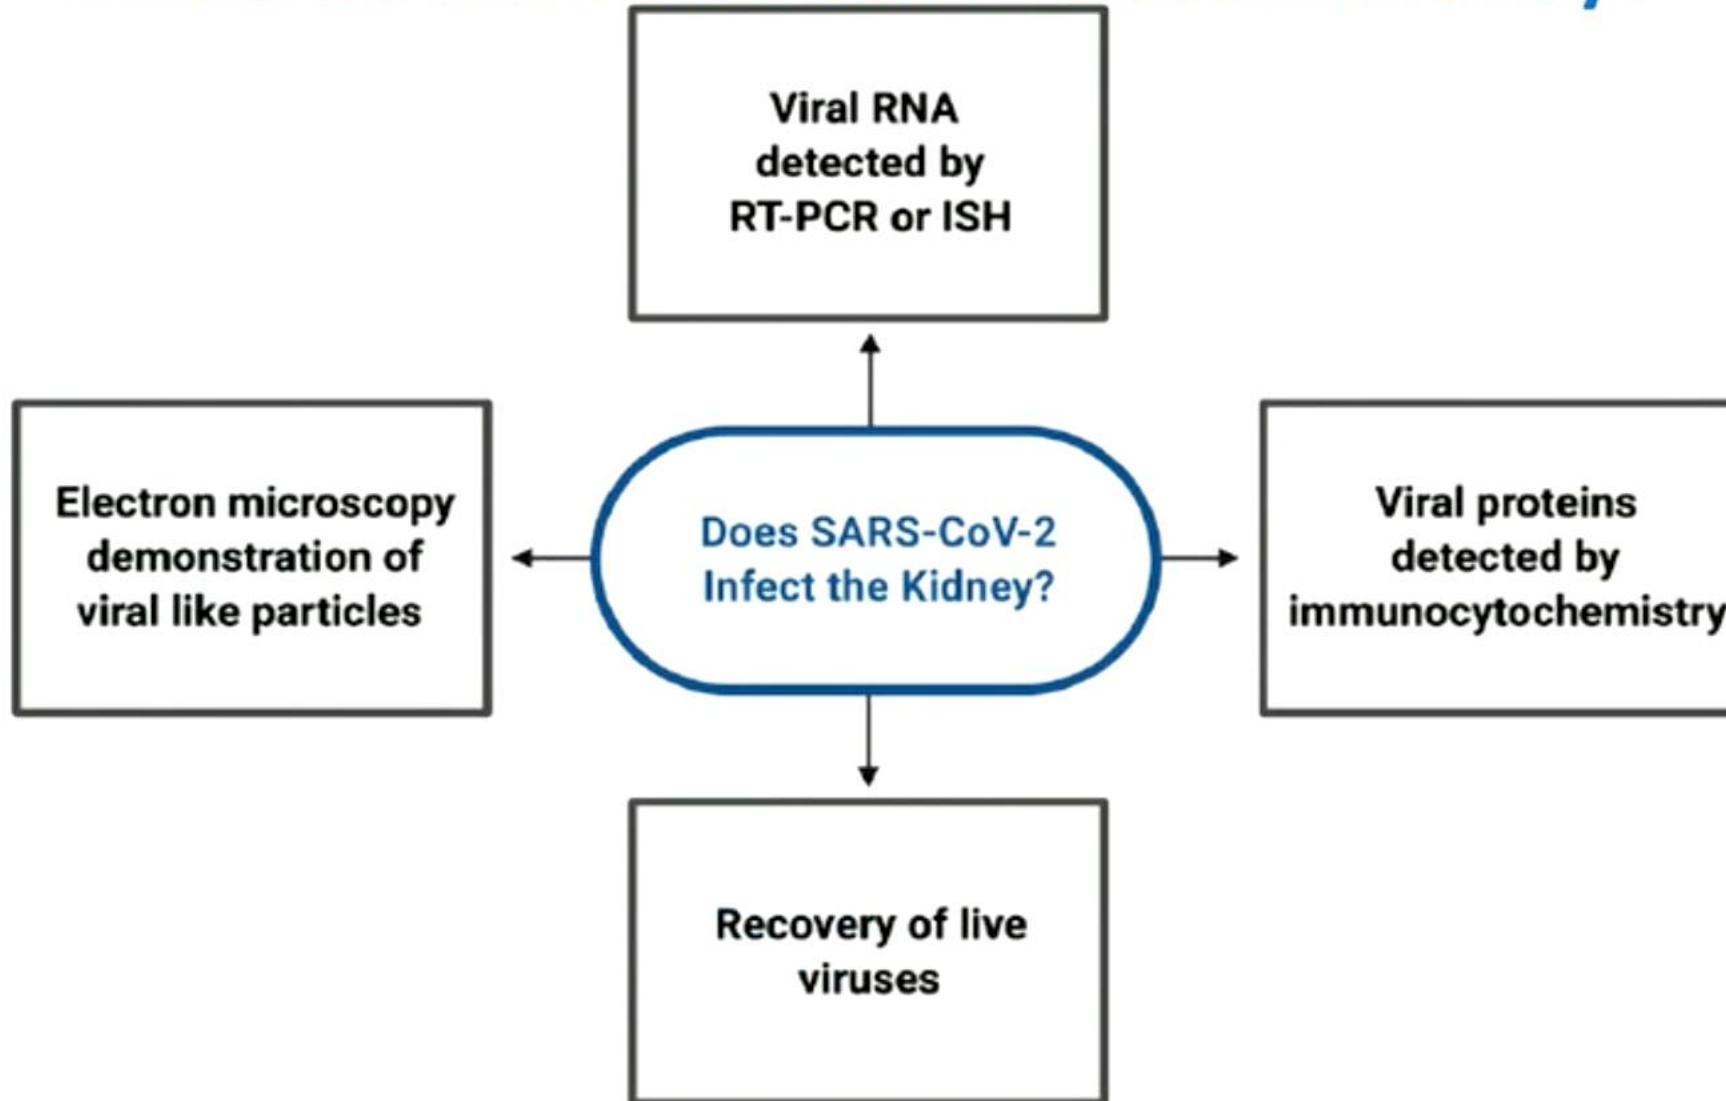 Viral RNA
detected by
RT-PCR or ISH
Electron microscopy
demonstration of
viral like particles
Does SARS-CoV-2
Infect the Kidney?
Viral proteins
detected by
immunocytochemistry
Recovery of live
viruses